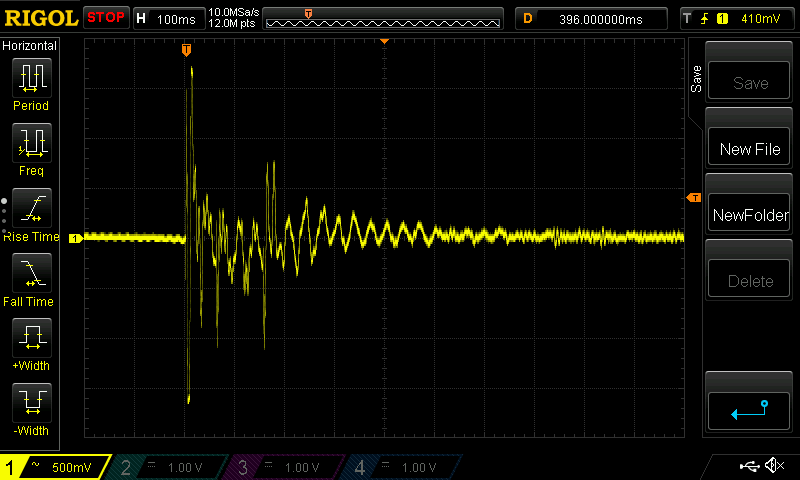 RIGOL STOP H 100ms 10.0MSa/s D 396.000000ms T 1 410mV
12.0M pts
Horizontal
T
Save
Save
Period
New File
Freq
T
NewFolder
Rise Time
1
Fall Time
Delete
+Width
-Width
1 ~ 500mV 2 = 1.00 V 3 = 1.00 V 4 = 1.00 V